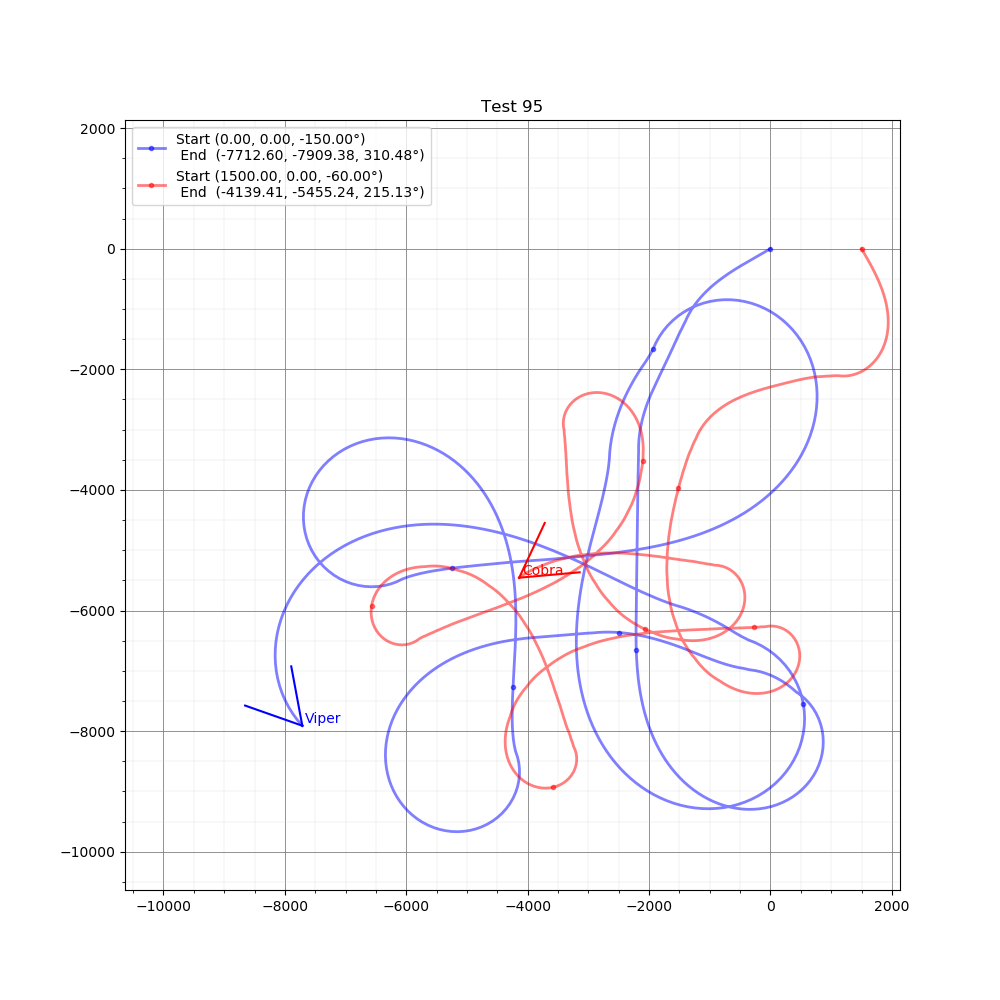 Test 95
Start (0.00, 0.00, -150.00°)
End  (-7712.60, -7909.38, 310.48°)
Start (1500.00, 0.00, -60.00°)
End  (-4139.41, -5455.24, 215.13°)
2000
0
−2000
−4000
−6000
−8000
−10000
Cobra
Viper
−10000 −8000 −6000 −4000 −2000 0 2000